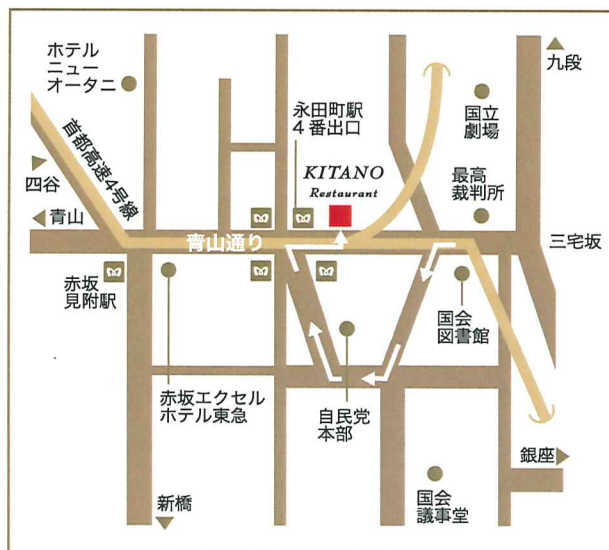 ホテル
ニュー
オータニ
九段
永田町駅
4番出口
国立
劇場
首都高速4号線
KITANO
Restaurant
最高
裁判所
四谷
青山
青山通り
三宅坂
赤坂
見附駅
国会
図書館
赤坂エクセル
ホテル東急
自民党
本部
銀座
新橋
国会
議事堂